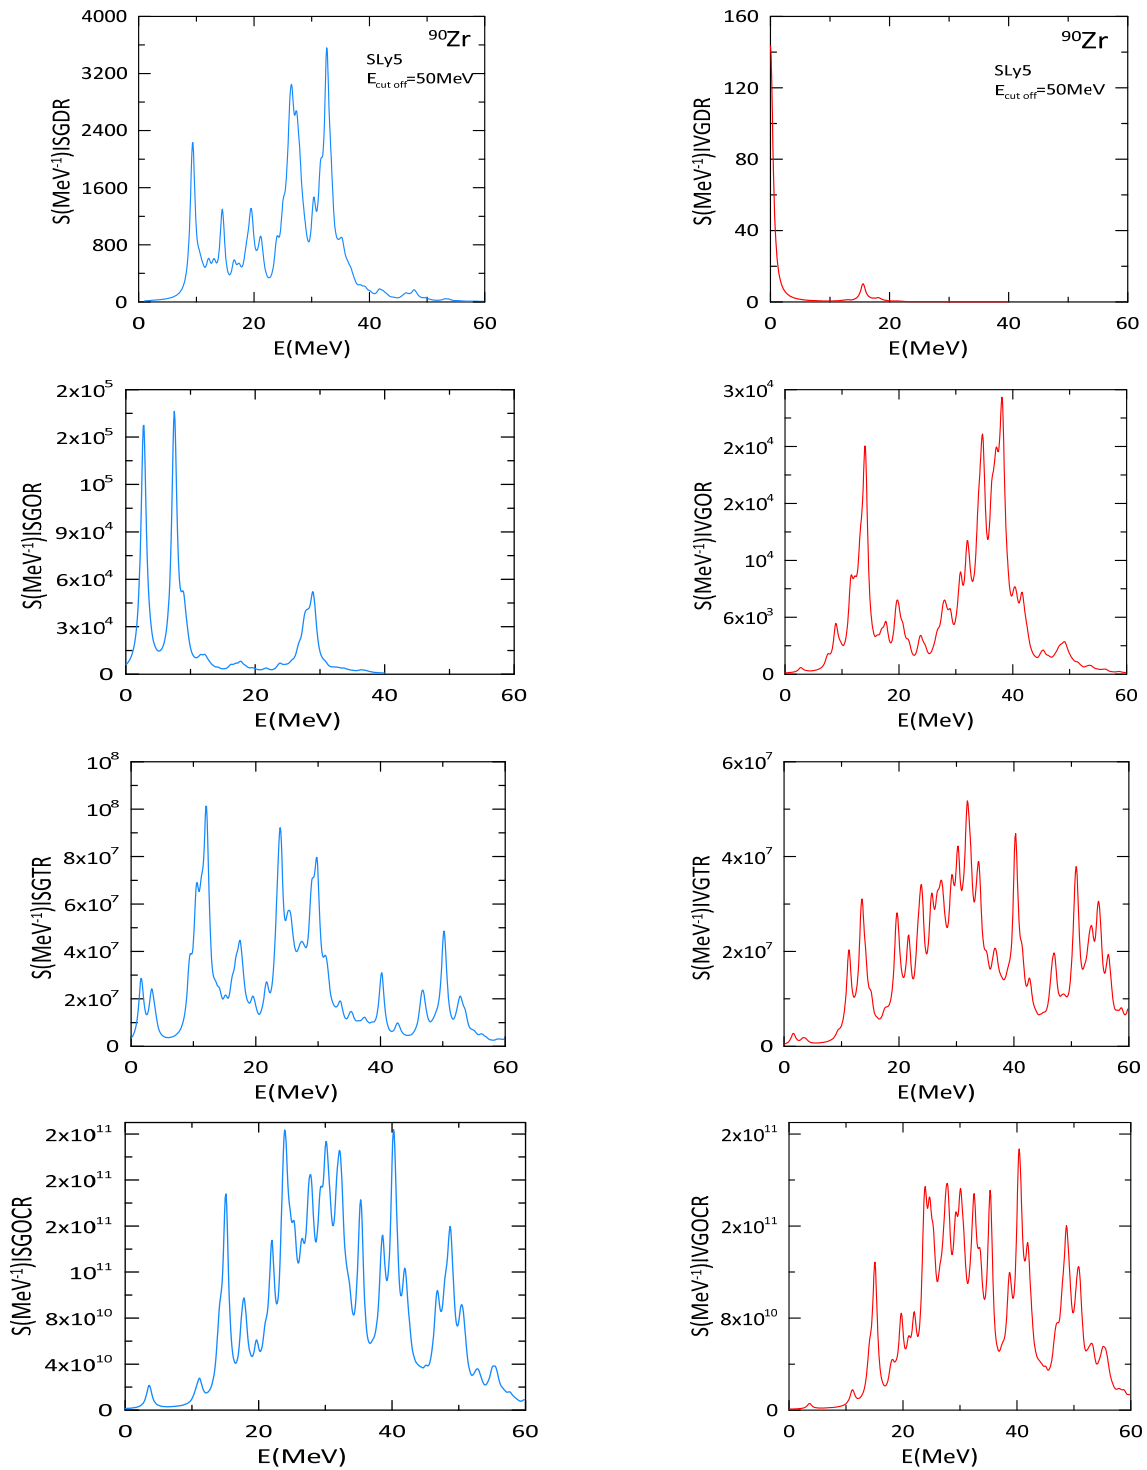 4000
3200
2400
1600
800
0
S(MeV⁻¹)ISGDR
⁹⁰Zr
SLy5
E_cut off=50MeV
0 20 40 60
E(MeV)
160
120
80
40
0
S(MeV⁻¹)IVGDR
⁹⁰Zr
SLy5
E_cut off=50MeV
0 20 40 60
E(MeV)
2x10⁵
2x10⁵
10⁵
9x10⁴
6x10⁴
3x10⁴
0
S(MeV⁻¹)ISGOR
0 20 40 60
E(MeV)
3x10⁴
2x10⁴
2x10⁴
10⁴
6x10³
0
S(MeV⁻¹)IVGOR
0 20 40 60
E(MeV)
10⁸
10⁸
8x10⁷
6x10⁷
4x10⁷
2x10⁷
0
S(MeV⁻¹)ISGTR
0 20 40 60
E(MeV)
6x10⁷
4x10⁷
2x10⁷
0
S(MeV⁻¹)IVGTR
0 20 40 60
E(MeV)
2x10¹¹
2x10¹¹
2x10¹¹
10¹¹
8x10¹⁰
4x10¹⁰
0
S(MeV⁻¹)ISGOCR
0 20 40 60
E(MeV)
2x10¹¹
2x10¹¹
8x10¹⁰
0
S(MeV⁻¹)IVGOCR
0 20 40 60
E(MeV)